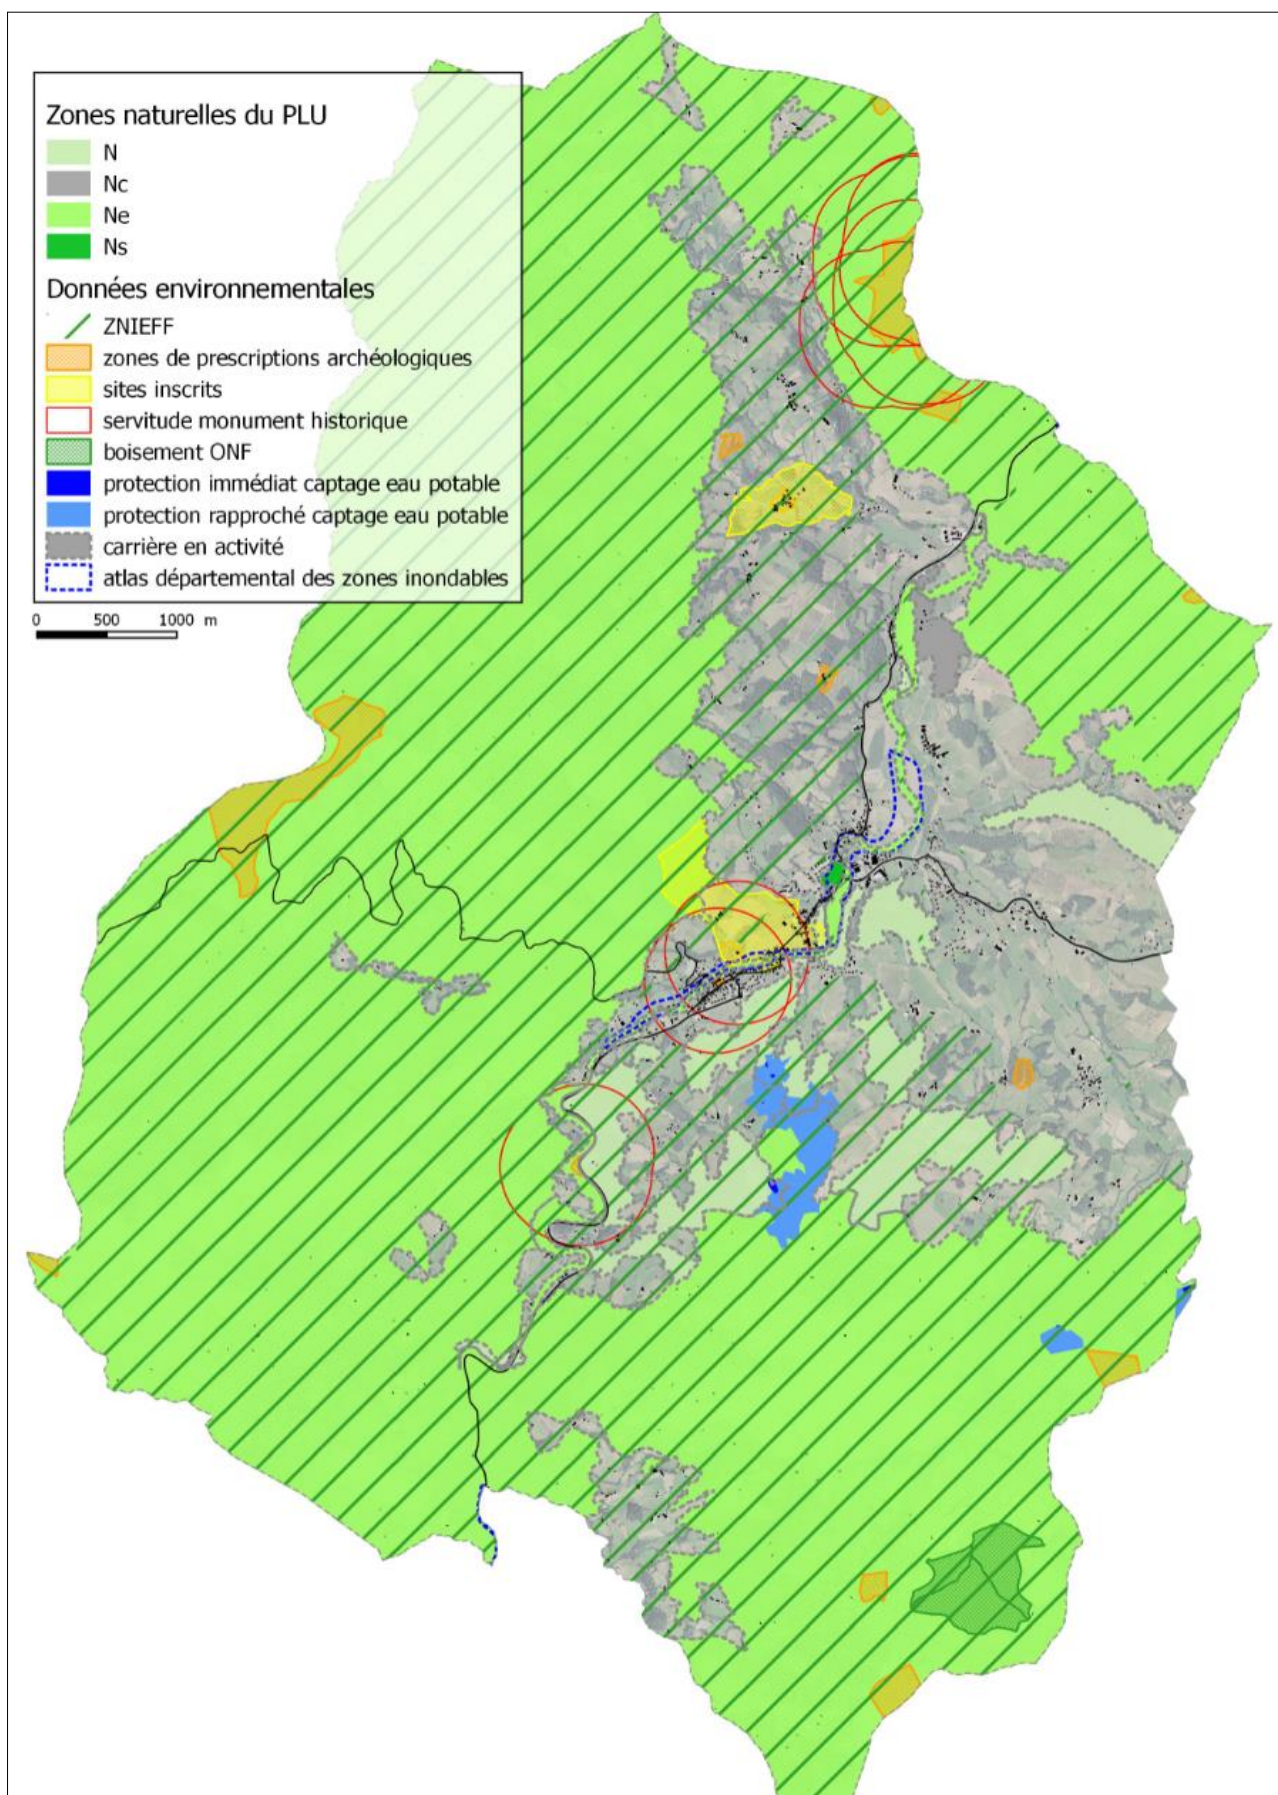 Zones naturelles du PLU
N
Nc
Ne
Ns
Données environnementales
ZNIEFF
zones de prescriptions archéologiques
sites inscrits
servitude monument historique
boisement ONF
protection immédiat captage eau potable
protection rapproché captage eau potable
carrière en activité
atlas départemental des zones inondables
0 500 1000 m